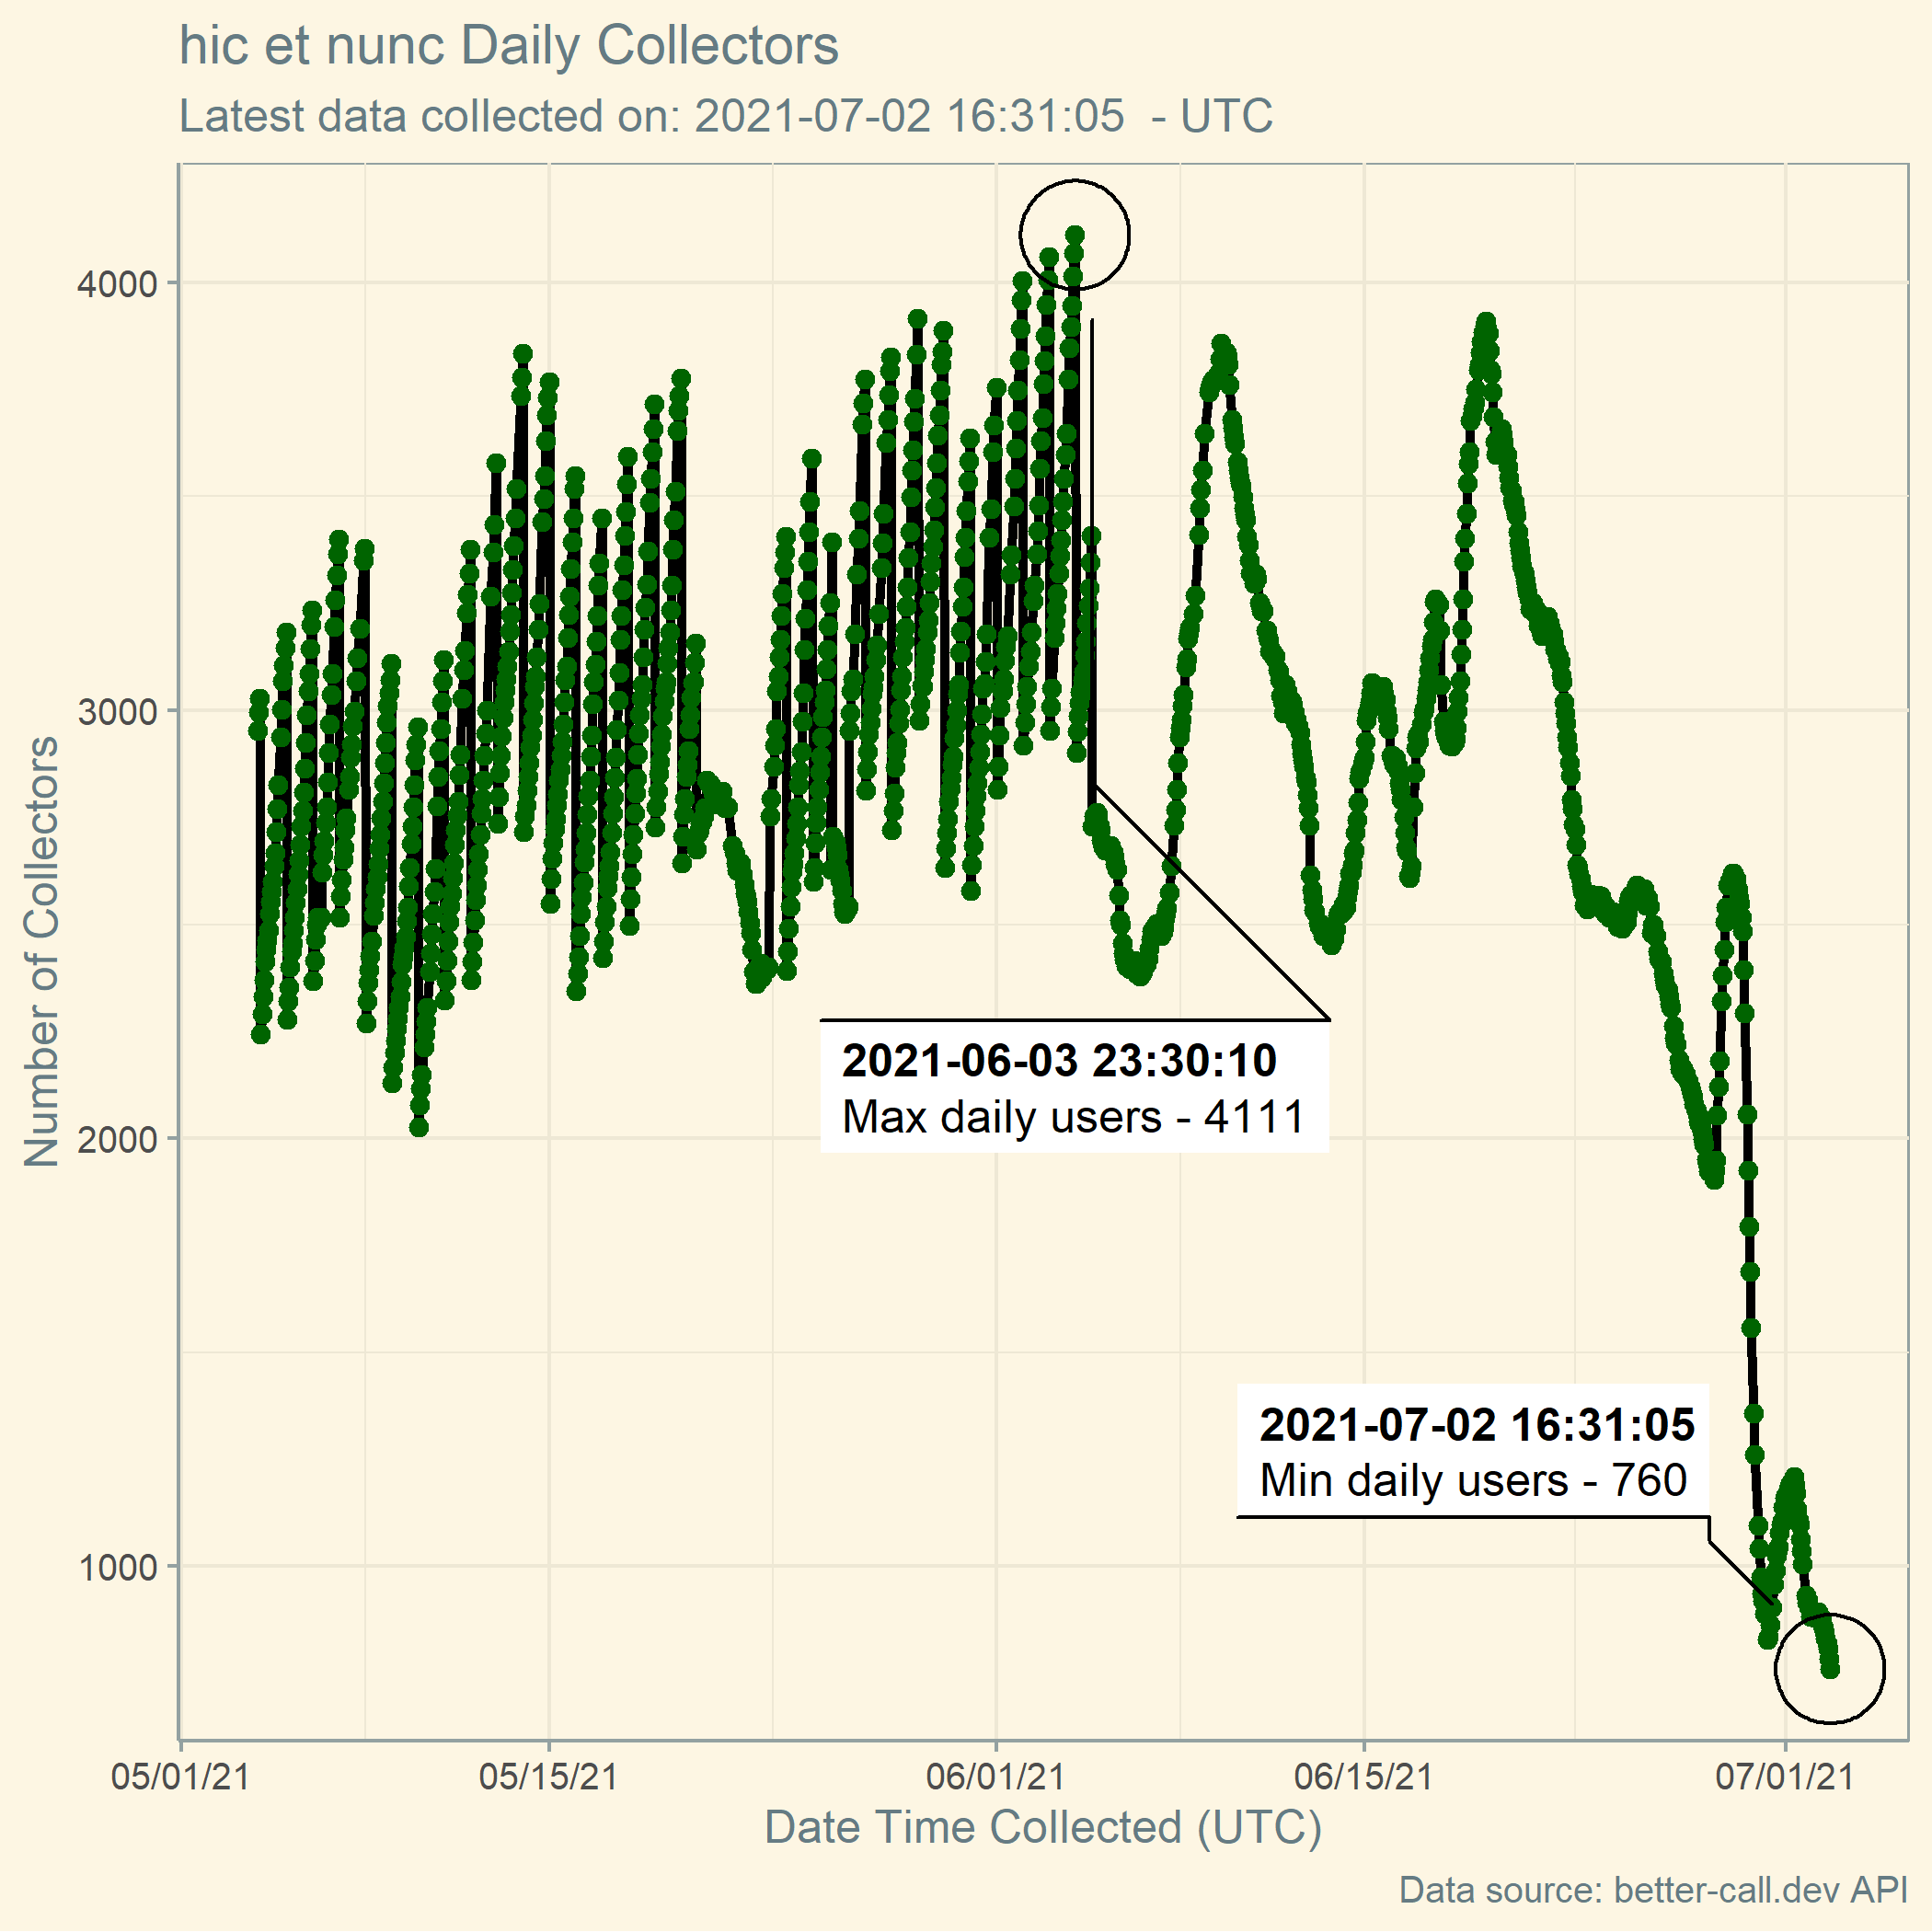 hic et nunc Daily Collectors
Latest data collected on: 2021-07-02 16:31:05  - UTC
Number of Collectors
4000
3000
2000
1000
2021-06-03 23:30:10
Max daily users - 4111
2021-07-02 16:31:05
Min daily users - 760
05/01/21 05/15/21 06/01/21 06/15/21 07/01/21
Date Time Collected (UTC)
Data source: better-call.dev API